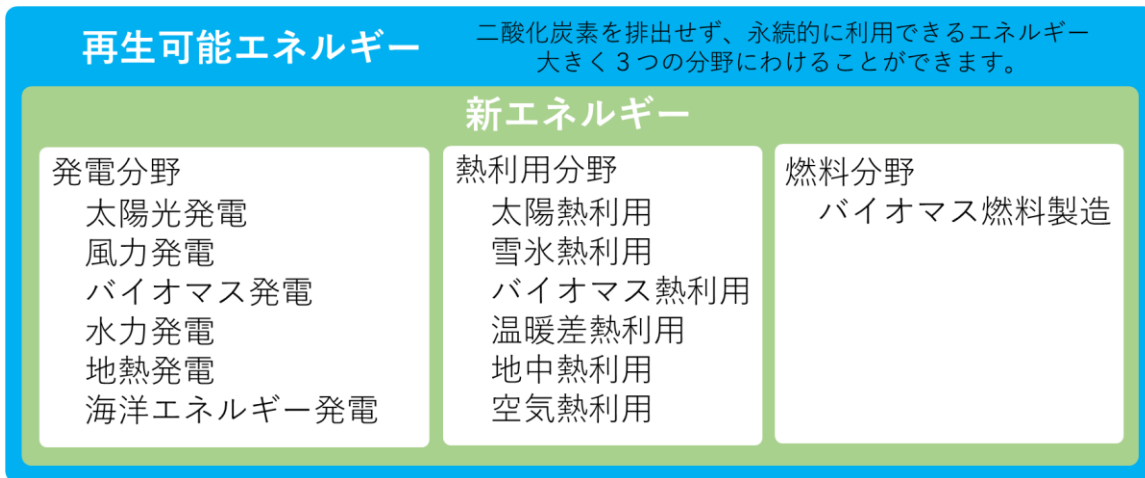 再生可能エネルギー
二酸化炭素を排出せず、永続的に利用できるエネルギー
大きく３つの分野にわけることができます。
新エネルギー
発電分野
太陽光発電
風力発電
バイオマス発電
水力発電
地熱発電
海洋エネルギー発電
熱利用分野
太陽熱利用
雪氷熱利用
バイオマス熱利用
温暖差熱利用
地中熱利用
空気熱利用
燃料分野
バイオマス燃料製造